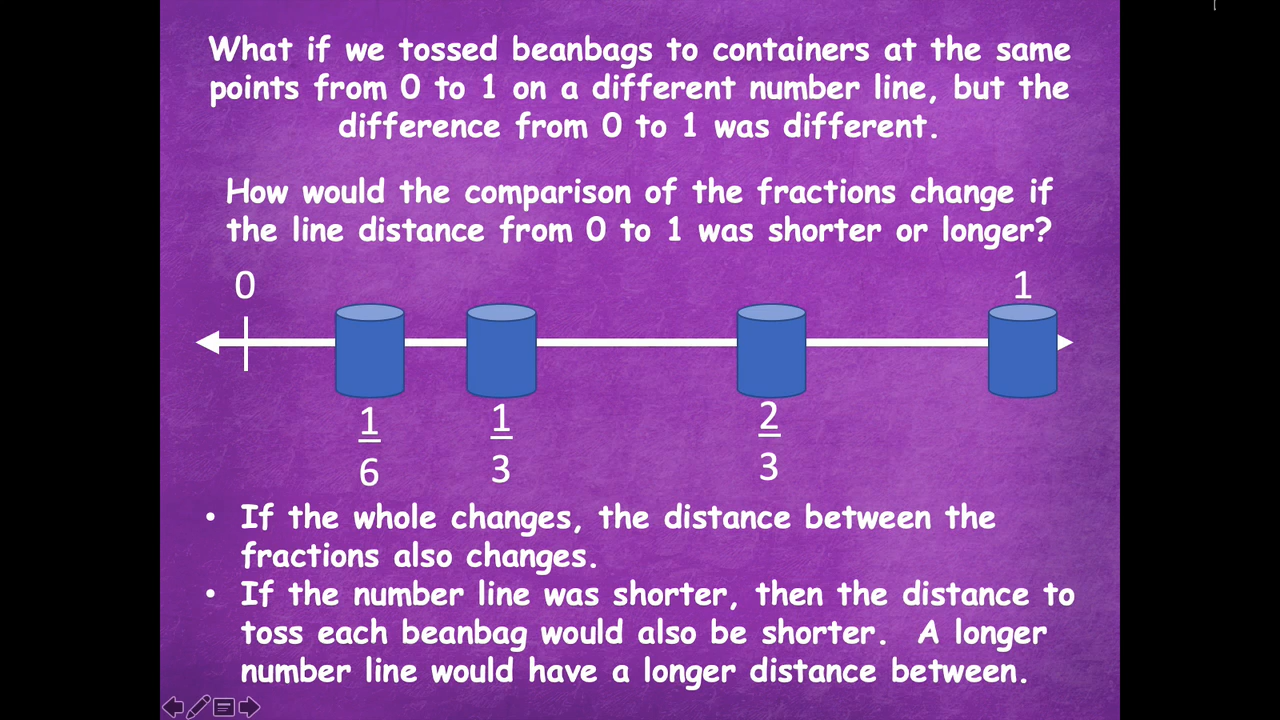 What if we tossed beanbags to containers at the same
points from 0 to 1 on a different number line, but the
difference from 0 to 1 was different.
How would the comparison of the fractions change if
the line distance from 0 to 1 was shorter or longer?
0 1
1 1 2
6 3 3
• If the whole changes, the distance between the
fractions also changes.
• If the number line was shorter, then the distance to
toss each beanbag would also be shorter. A longer
number line would have a longer distance between.